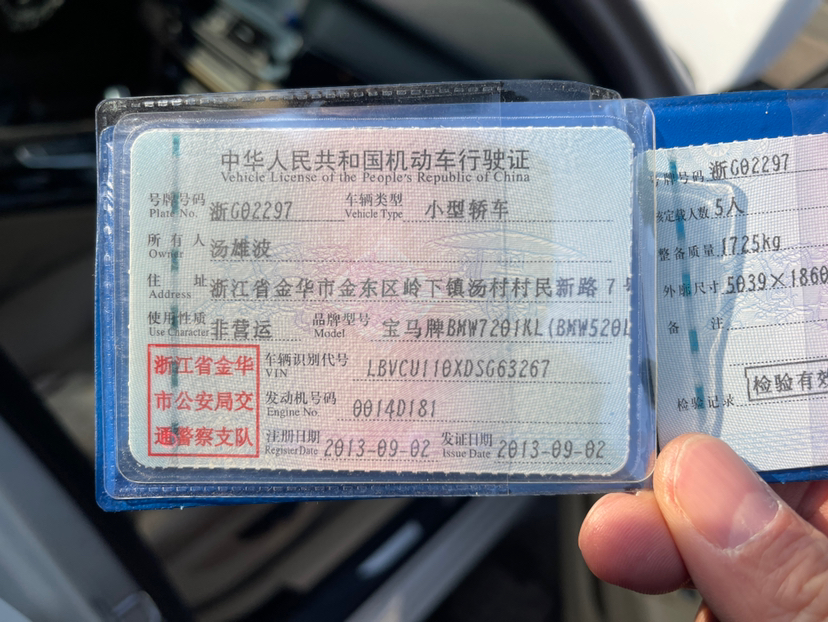 中华人民共和国机动车行驶证
Vehicle License of the People's Republic of China
号牌号码 浙G02297 车辆类型 小型轿车
Plate No. Vehicle Type
所有人 汤雄波
Owner
住址 浙江省金华市金东区岭下镇汤村村民新路7
Address
使用性质 非营运 品牌型号 宝马牌BMW7201KL(BMW520L
Use Character Model
浙江省金华
市公安局交
通警察支队
车辆识别代号 LBVCU110XDSG63267
VIN
发动机号码 0014D181
Engine No.
注册日期 2013-09-02 发证日期 2013-09-02
Register Date Issue Date
号牌号码 浙G02297
核定载人数 5人
整备质量 1725kg
外廓尺寸 5039×1860
备注
检验记录
检验有效